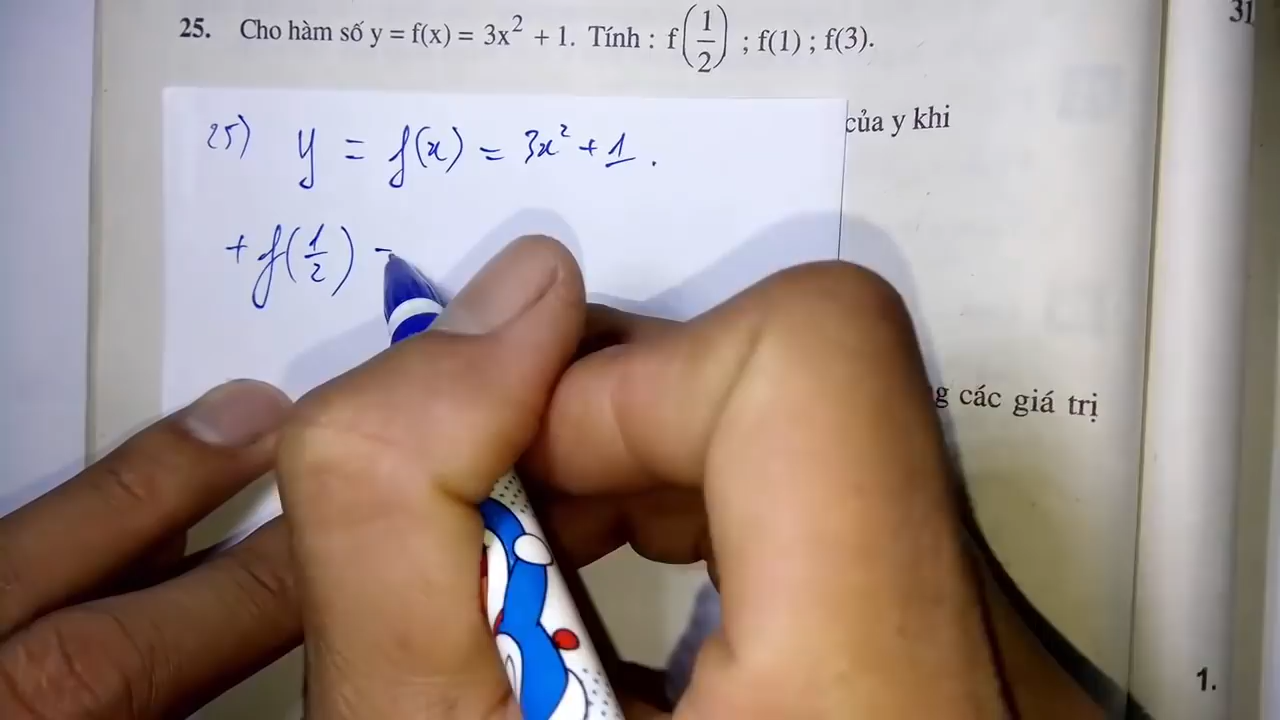 31
25. Cho hàm số y = f(x) = 3x² + 1. Tính : f(1/2) ; f(1) ; f(3).
của y khi
25) y = f(x) = 3x² + 1.
+ f(1/2) =
các giá trị
1.